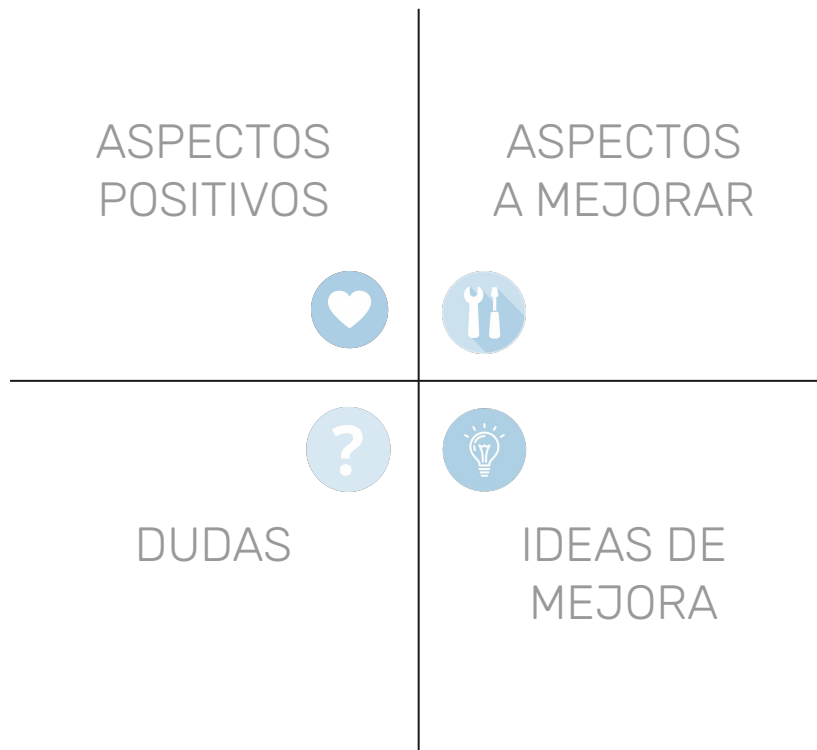 ASPECTOS
POSITIVOS
ASPECTOS
A MEJORAR
?
DUDAS
IDEAS DE
MEJORA